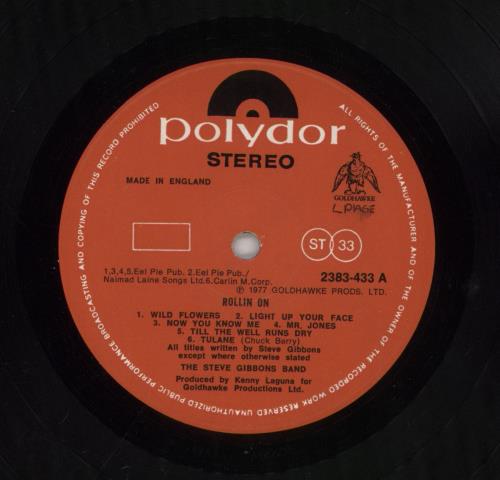 polydor
STEREO
MADE IN ENGLAND
GOLDHAWKE
ST 33
2383-433 A
1,3,4,5,Eel Pie Pub. 2.Eel Pie Pub./
Naimad Laine Songs Ltd.6.Carlin M.Corp.
℗ 1977 GOLDHAWKE PRODS. LTD.
ROLLIN ON
1. WILD FLOWERS 2. LIGHT UP YOUR FACE
3. NOW YOU KNOW ME 4. MR. JONES
5. TILL THE WELL RUNS DRY
6. TULANE (Chuck Berry)
All titles written by Steve Gibbons
except where otherwise stated
THE STEVE GIBBONS BAND
Produced by Kenny Laguna for
Goldhawke Productions Ltd.
ALL RIGHTS OF THE MANUFACTURER AND OF THE OWNER OF THE RECORDED WORK RESERVED UNAUTHORIZED PUBLIC PERFORMANCE BROADCASTING AND COPYING OF THIS RECORD PROHIBITED